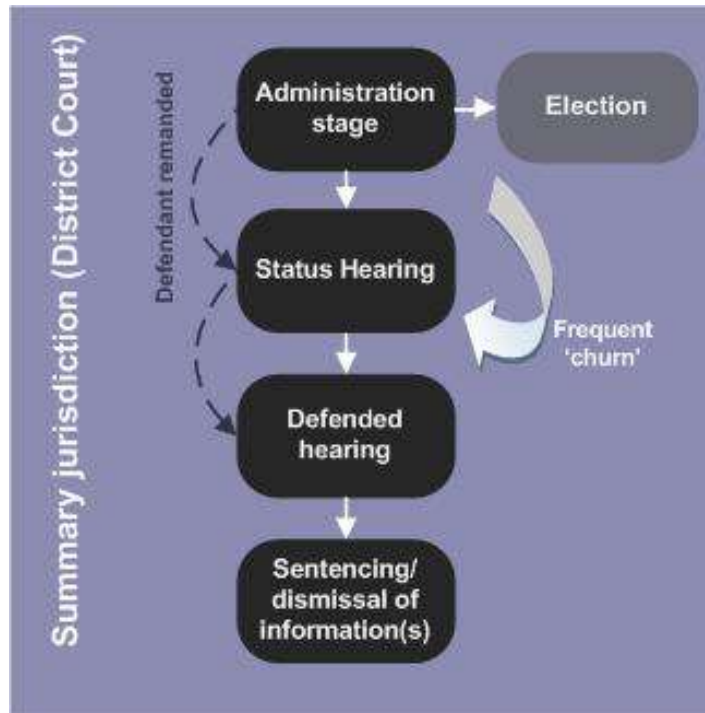 Summary jurisdiction (District Court)
Defendant remanded
Administration
stage
Election
Status Hearing
Frequent
'churn'
Defended
hearing
Sentencing/
dismissal of
information(s)